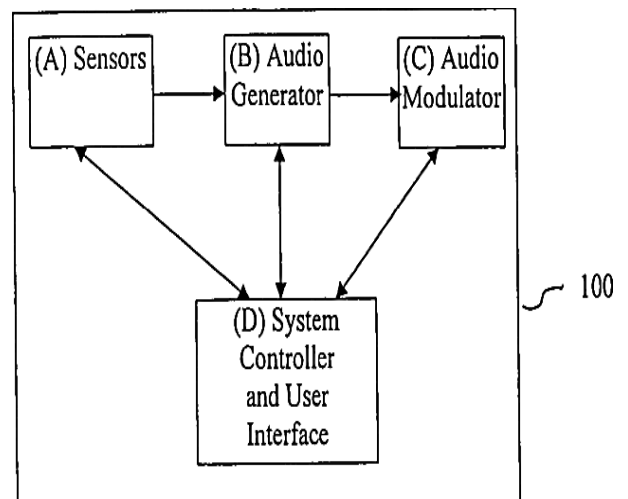 (A) Sensors
(B) Audio
Generator
(C) Audio
Modulator
100
(D) System
Controller
and User
Interface